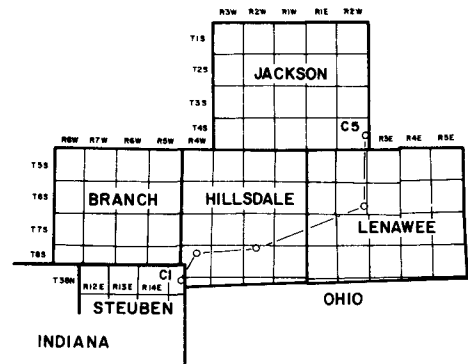 R3W R2W R1W R1E R2W
T1S
T2S
JACKSON
T3S
T4S
C5
R8W R7W R6W R5W R4W R3E R4E R5E
T5S
T6S
BRANCH HILLSDALE
T7S
LENAWEE
T8S
C1
T38N R12E R13E R14E
STEUBEN OHIO
INDIANA